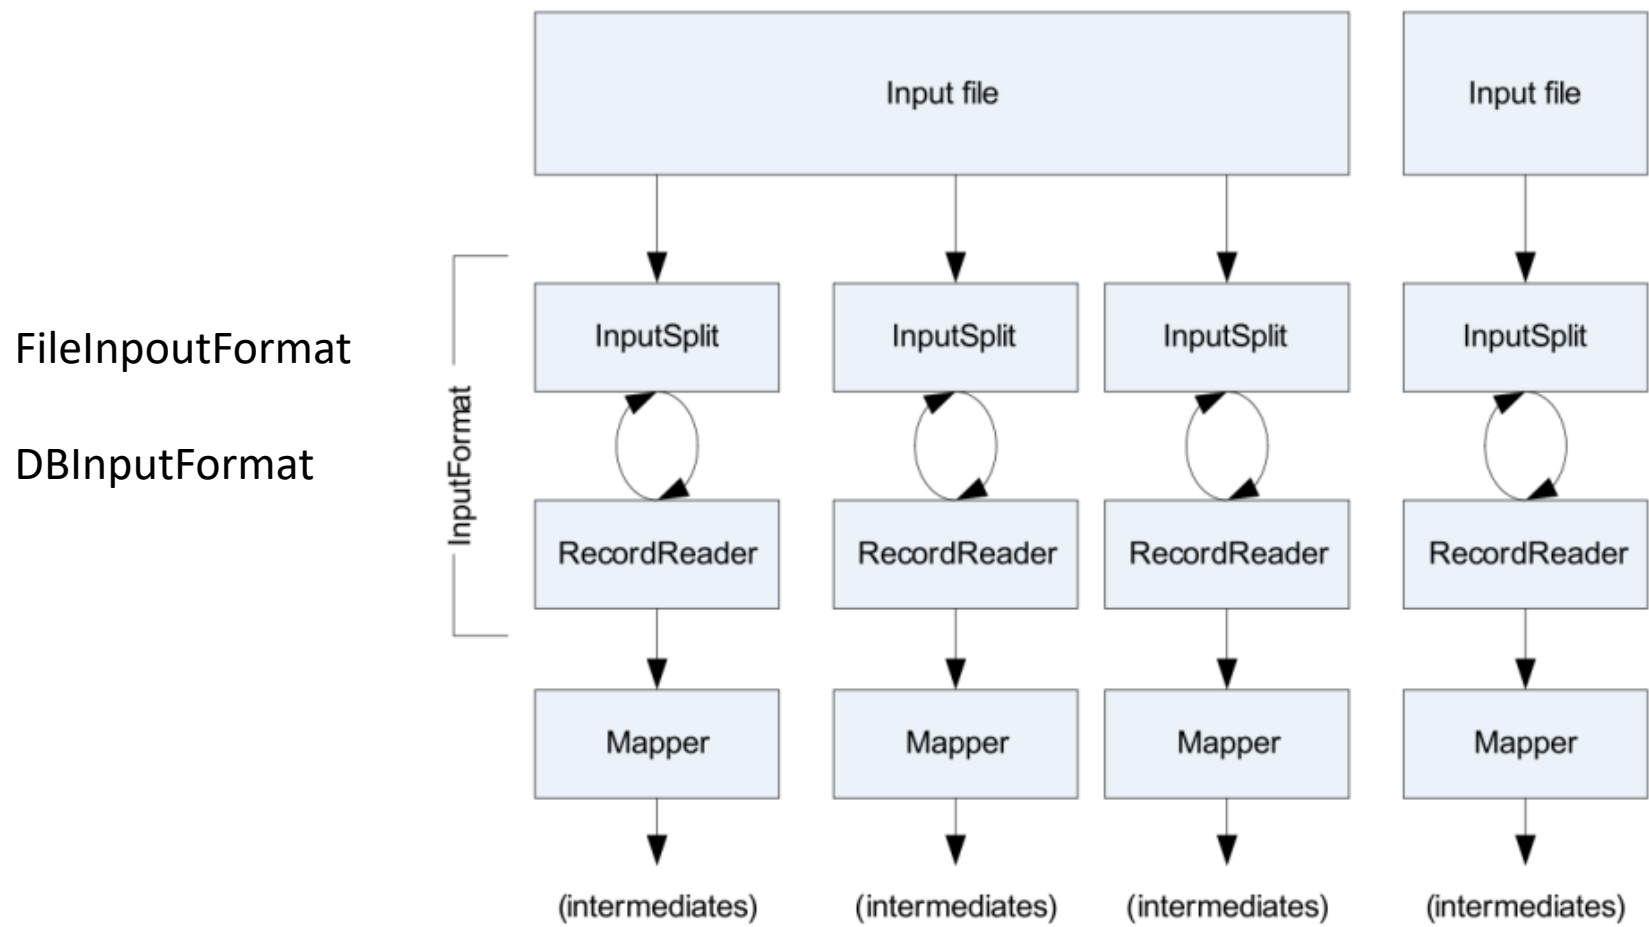 Input file
Input file
InputSplit
InputSplit
InputSplit
InputSplit
FileInpoutFormat
DBInputFormat
InputFormat
RecordReader
RecordReader
RecordReader
RecordReader
Mapper
Mapper
Mapper
Mapper
(intermediates)
(intermediates)
(intermediates)
(intermediates)